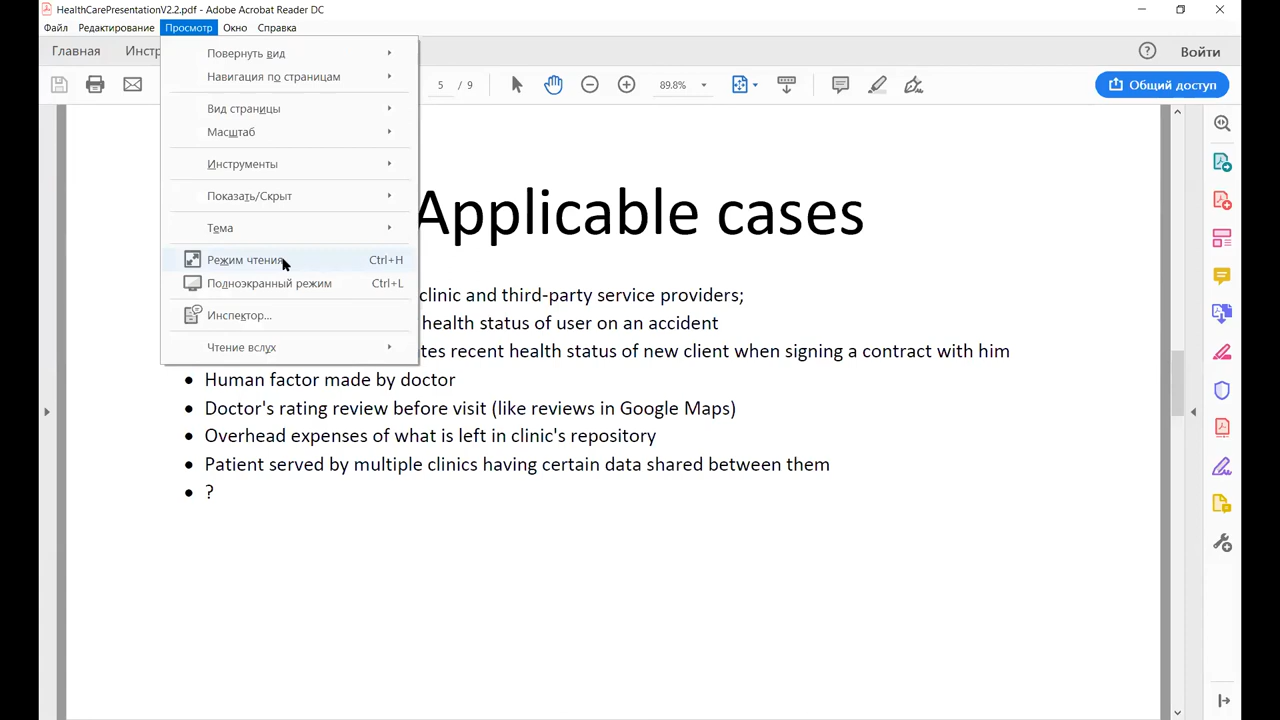 HealthCarePresentationV2.2.pdf - Adobe Acrobat Reader DC
Файл Редактирование Просмотр Окно Справка
Главная Инстр Войти
5 / 9 89.8% Общий доступ
Повернуть вид
Навигация по страницам
Вид страницы
Масштаб
Инструменты
Показать/Скрыт
Тема
Режим чтения Ctrl+H
Полноэкранный режим Ctrl+L
Инспектор...
Чтение вслух
Applicable cases
clinic and third-party service providers;
health status of user on an accident
tes recent health status of new client when signing a contract with him
• Human factor made by doctor
• Doctor's rating review before visit (like reviews in Google Maps)
• Overhead expenses of what is left in clinic's repository
• Patient served by multiple clinics having certain data shared between them
• ?